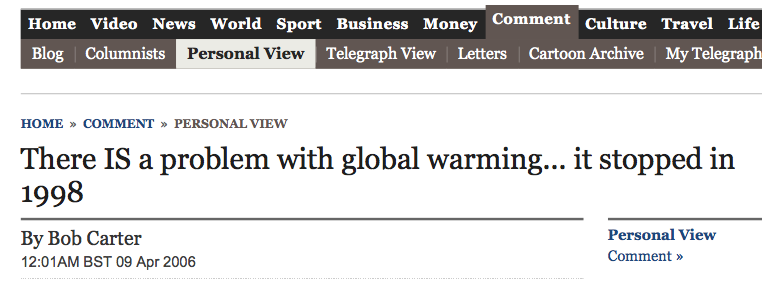 Home Video News World Sport Business Money Comment Culture Travel Life
Blog Columnists Personal View Telegraph View Letters Cartoon Archive My Telegraph
HOME » COMMENT » PERSONAL VIEW
There IS a problem with global warming... it stopped in
1998
By Bob Carter
12:01AM BST 09 Apr 2006
Personal View
Comment »